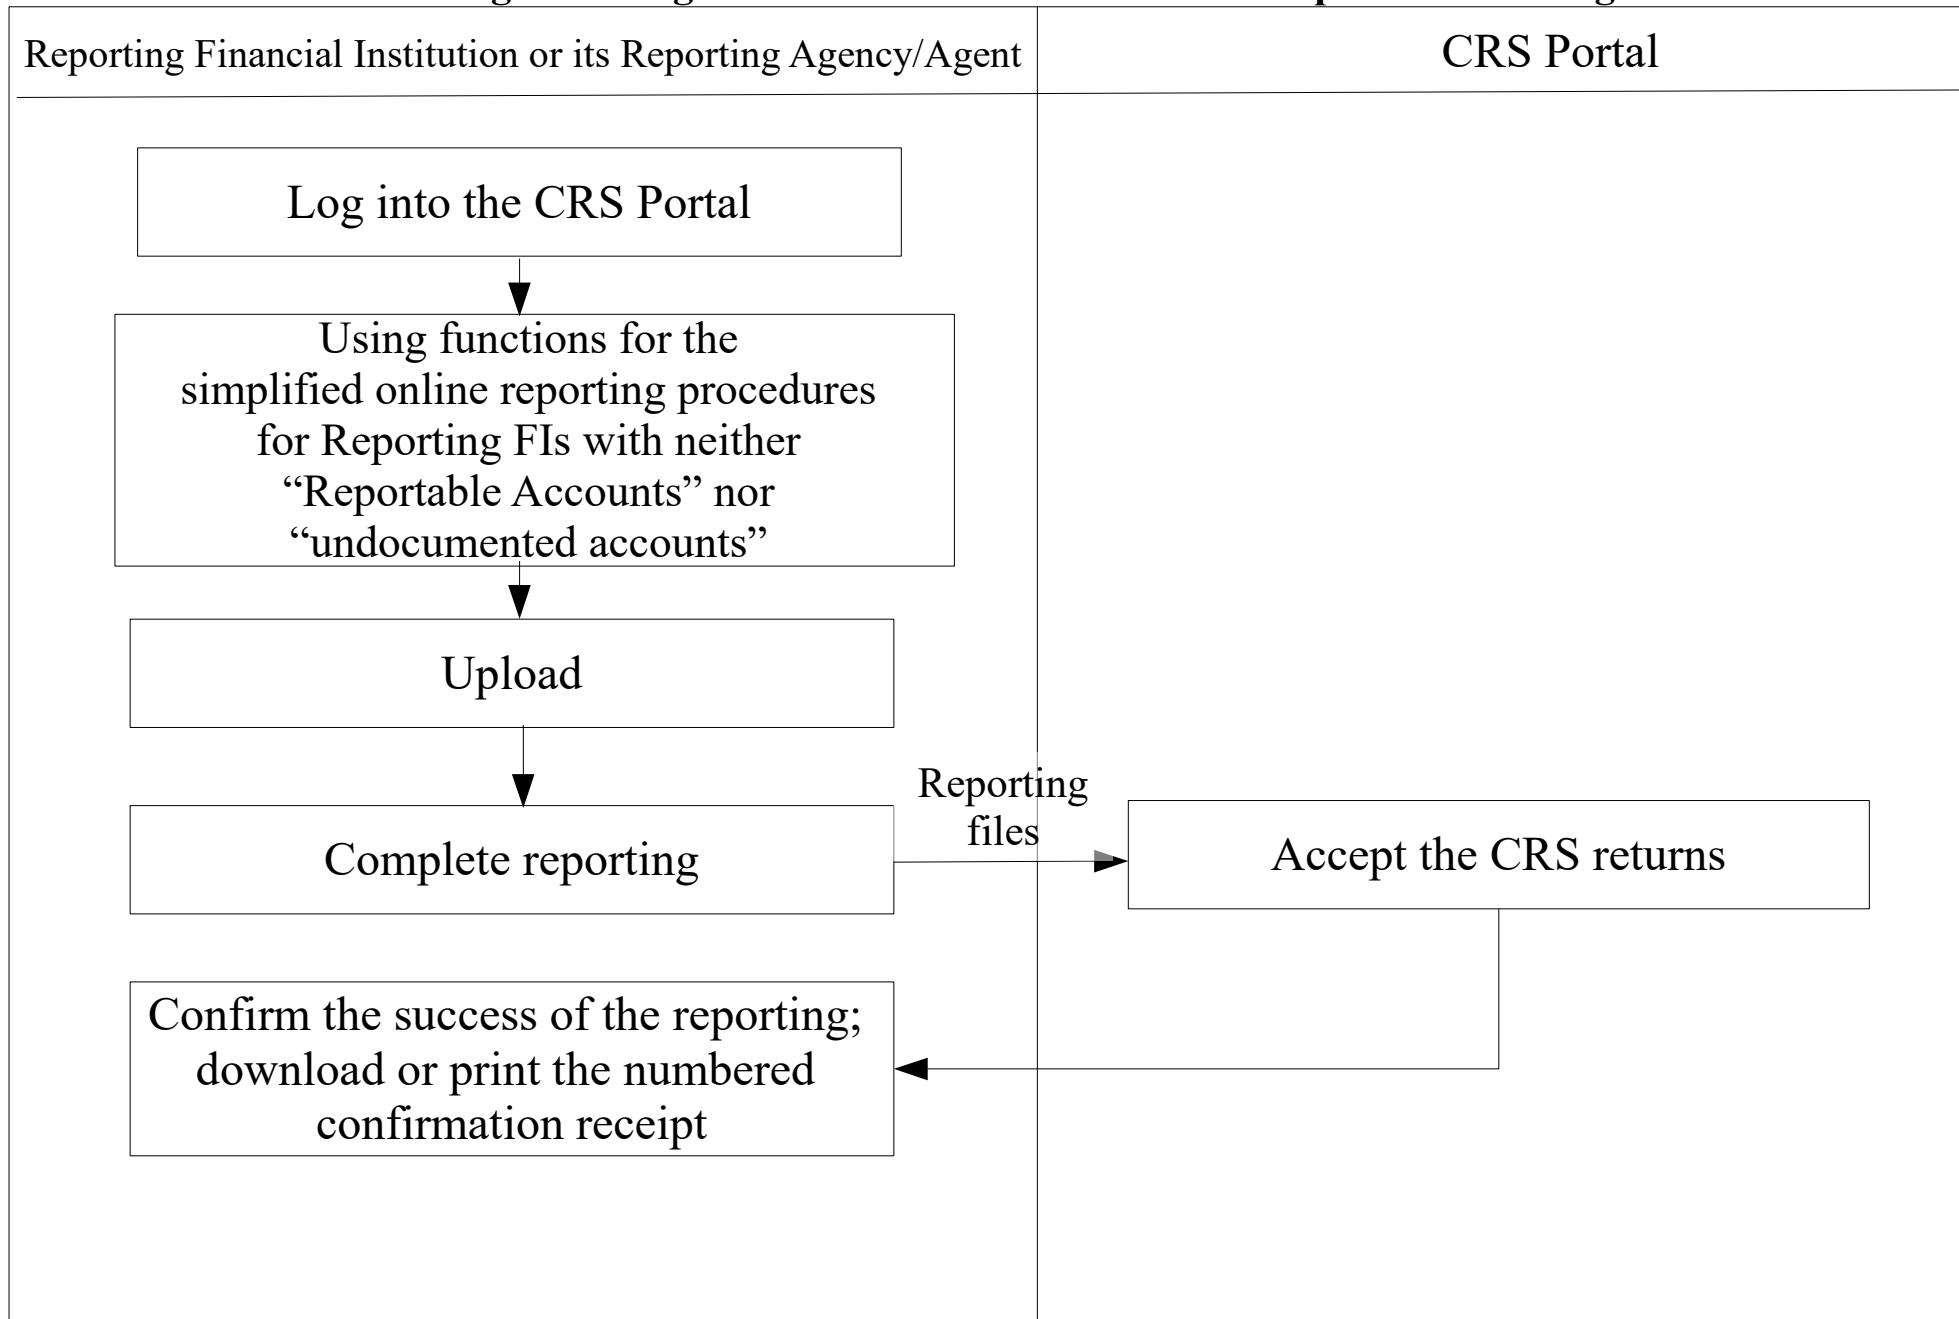 Reporting Financial Institution or its Reporting Agency/Agent
CRS Portal
Log into the CRS Portal
Using functions for the
simplified online reporting procedures
for Reporting FIs with neither
“Reportable Accounts” nor
“undocumented accounts”
Upload
Reporting
files
Complete reporting
Accept the CRS returns
Confirm the success of the reporting;
download or print the numbered
confirmation receipt